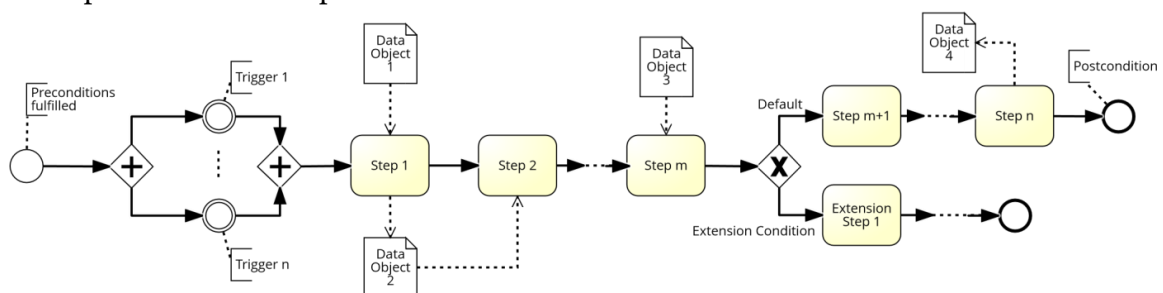 Preconditions
fulfilled
Trigger 1
Trigger n
Data
Object
1
Step 1
Data
Object
2
Step 2
Data
Object
3
Step m
Default
Extension Condition
Step m+1
Extension
Step 1
Data
Object
4
Step n
Postcondition